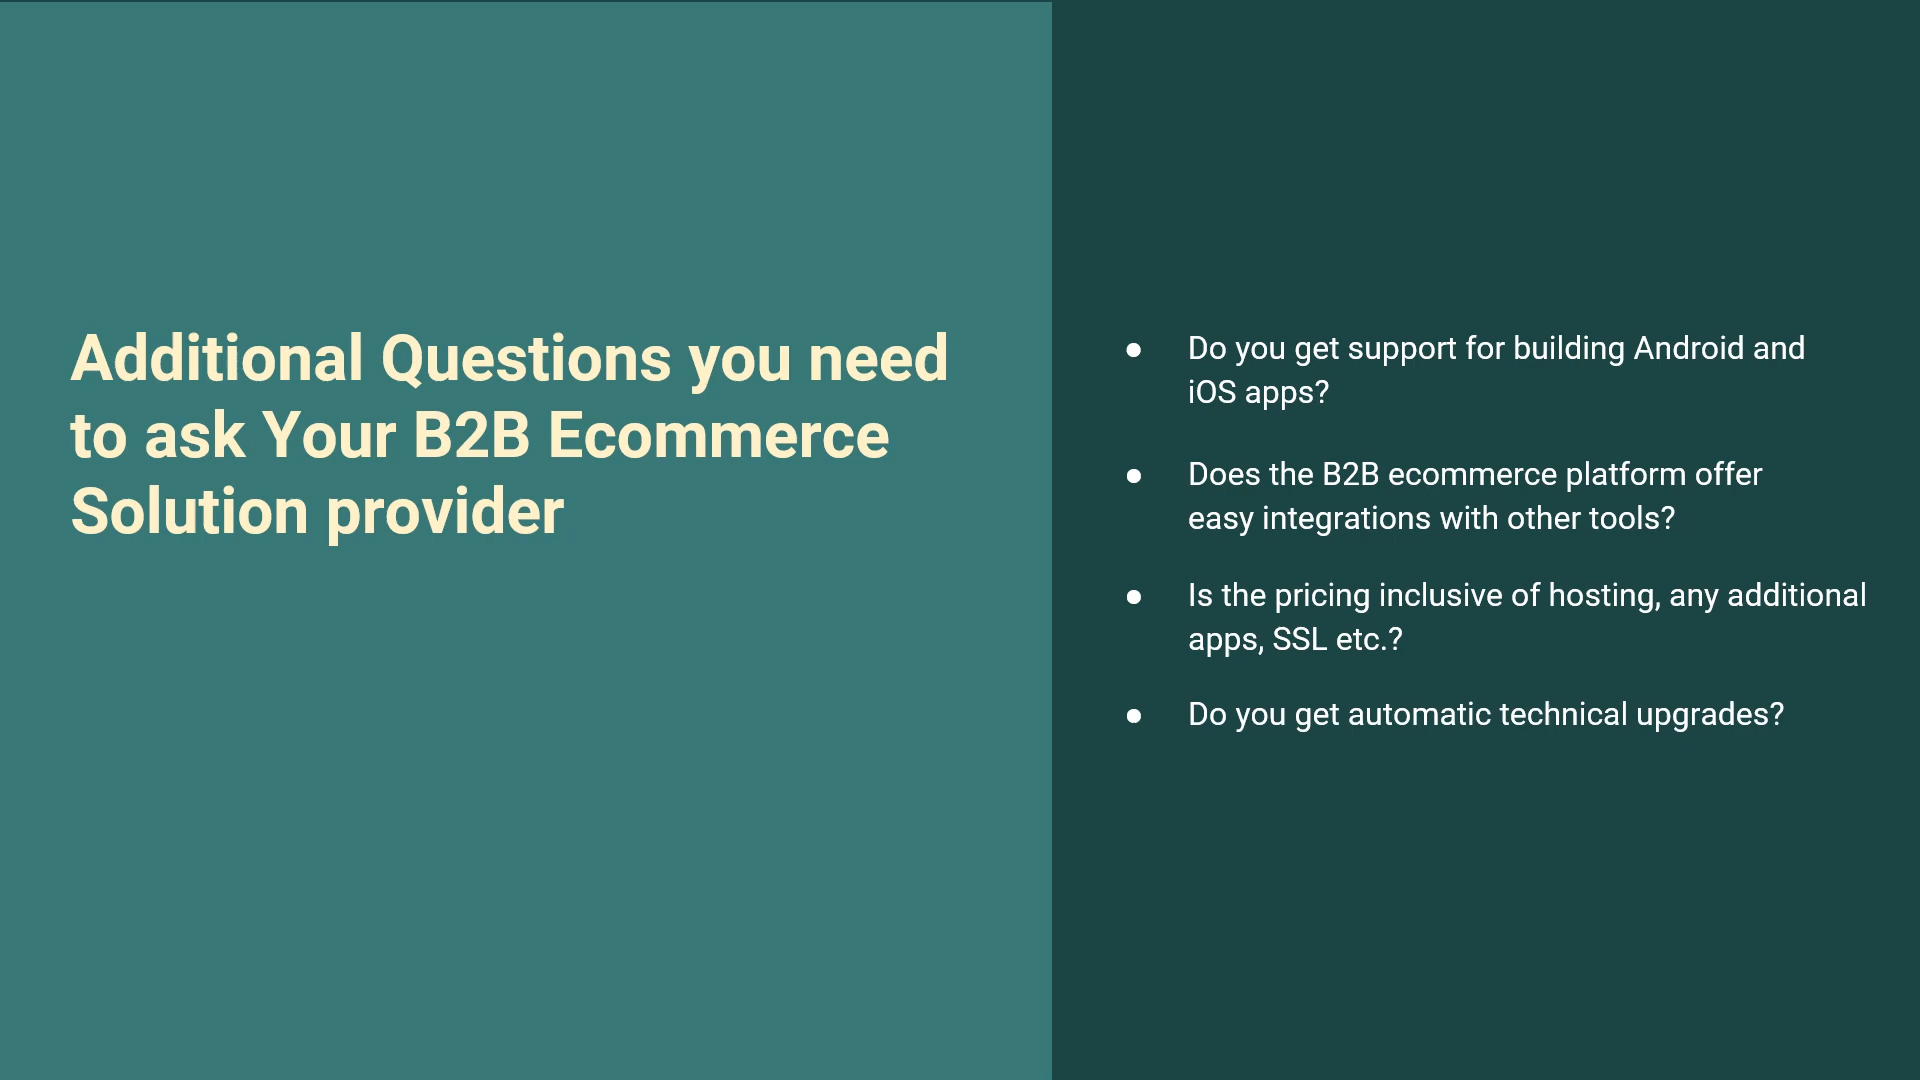 Additional Questions you need
to ask Your B2B Ecommerce
Solution provider
● Do you get support for building Android and
iOS apps?
● Does the B2B ecommerce platform offer
easy integrations with other tools?
● Is the pricing inclusive of hosting, any additional
apps, SSL etc.?
● Do you get automatic technical upgrades?